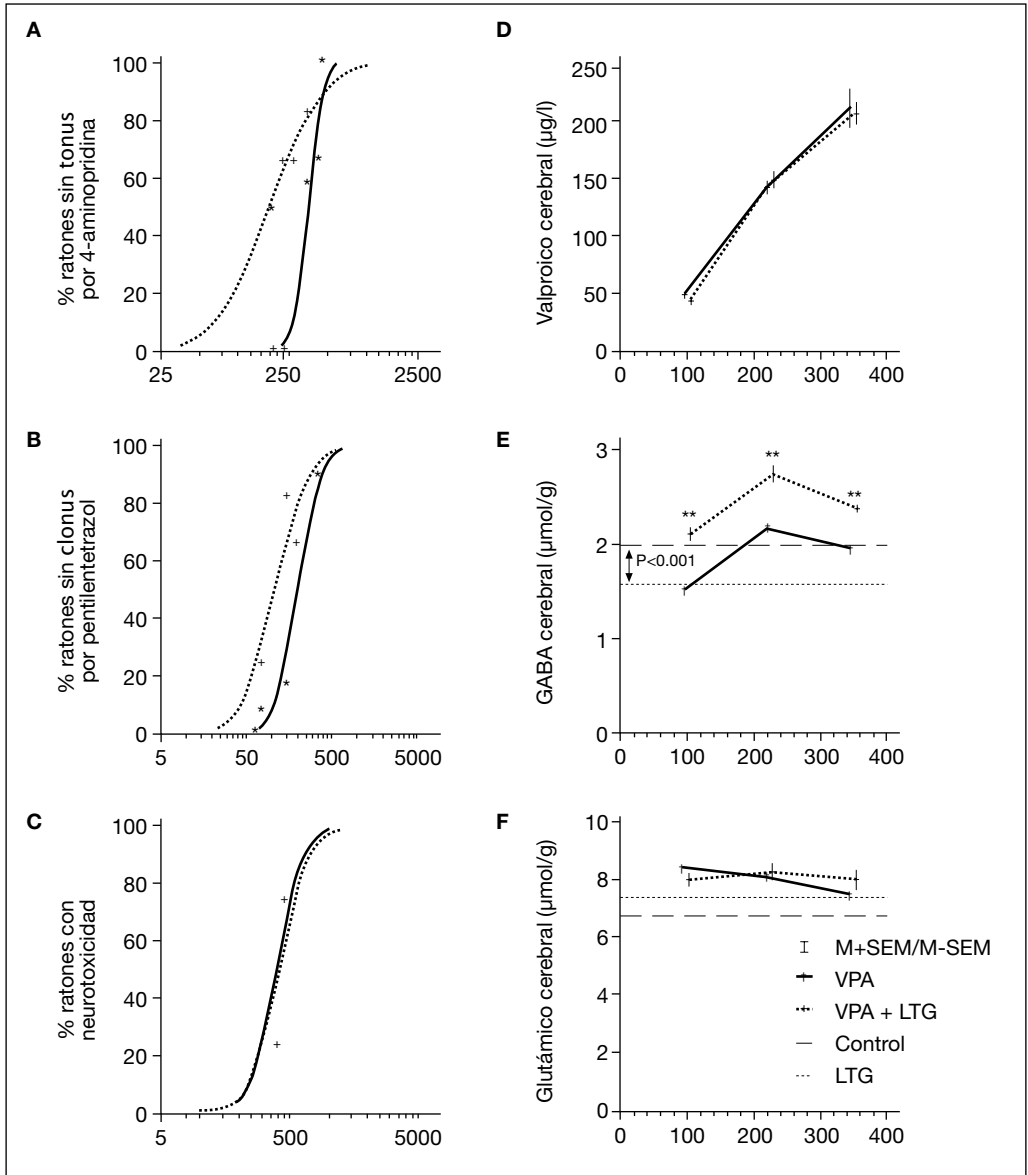 A
% ratones sin tonus
por 4-aminopridina
100
80
60
40
20
0
25
250
2500
B
% ratones sin clonus
por pentilentetrazol
100
80
60
40
20
0
5
50
500
5000
C
% ratones con
neurotoxicidad
100
80
60
40
20
0
5
500
5000
D
Valproico cerebral (µg/l)
250
200
150
100
50
0
0
100
200
300
400
E
GABA cerebral (µmol/g)
3
2
1
0
**
**
**
P<0.001
0
100
200
300
400
F
Glutámico cerebral (µmol/g)
10
8
6
4
2
0
M+SEM/M-SEM
VPA
VPA + LTG
Control
LTG
0
100
200
300
400